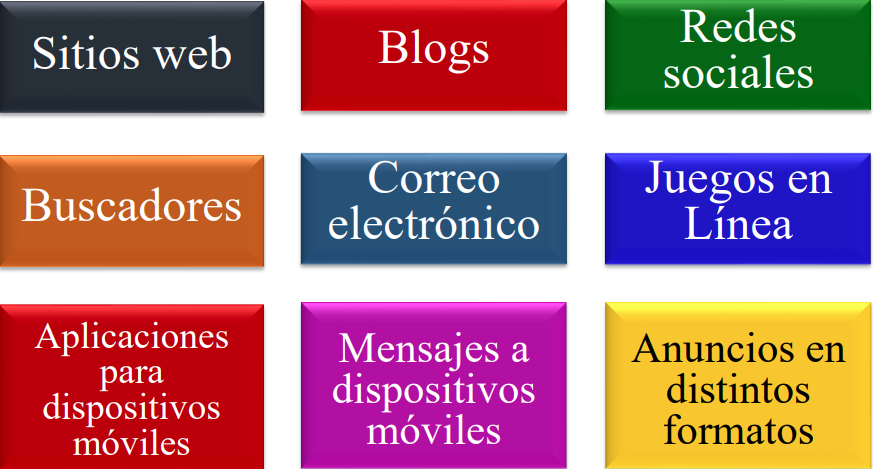 Sitios web
Blogs
Redes
sociales
Buscadores
Correo
electrónico
Juegos en
Línea
Aplicaciones
para
dispositivos
móviles
Mensajes a
dispositivos
móviles
Anuncios en
distintos
formatos